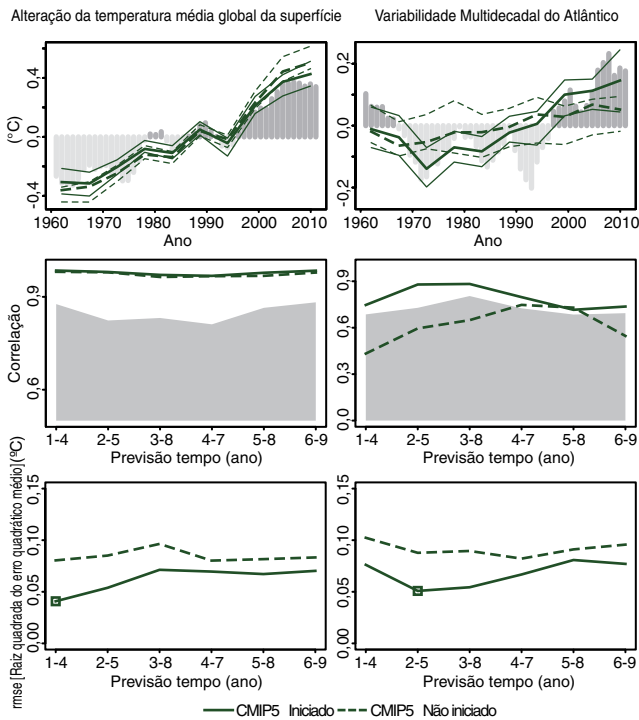 Alteração da temperatura média global da superfície
Variabilidade Multidecadal do Atlântico
(°C)
0,4
0,0
-0,4
1960 1970 1980 1990 2000 2010
Ano
0,2
0,0
-0,2
1960 1970 1980 1990 2000 2010
Ano
Correlação
0,9
0,6
1-4 2-5 3-8 4-7 5-8 6-9
Previsão tempo (ano)
0,9
0,6
0,3
0,0
1-4 2-5 3-8 4-7 5-8 6-9
Previsão tempo (ano)
rmse [Raiz quadrada do erro quadrático médio](ºC)
0,15
0,10
0,05
0,00
1-4 2-5 3-8 4-7 5-8 6-9
Previsão tempo (ano)
0,15
0,10
0,05
0,00
1-4 2-5 3-8 4-7 5-8 6-9
Previsão tempo (ano)
CMIP5 Iniciado CMIP5 Não iniciado